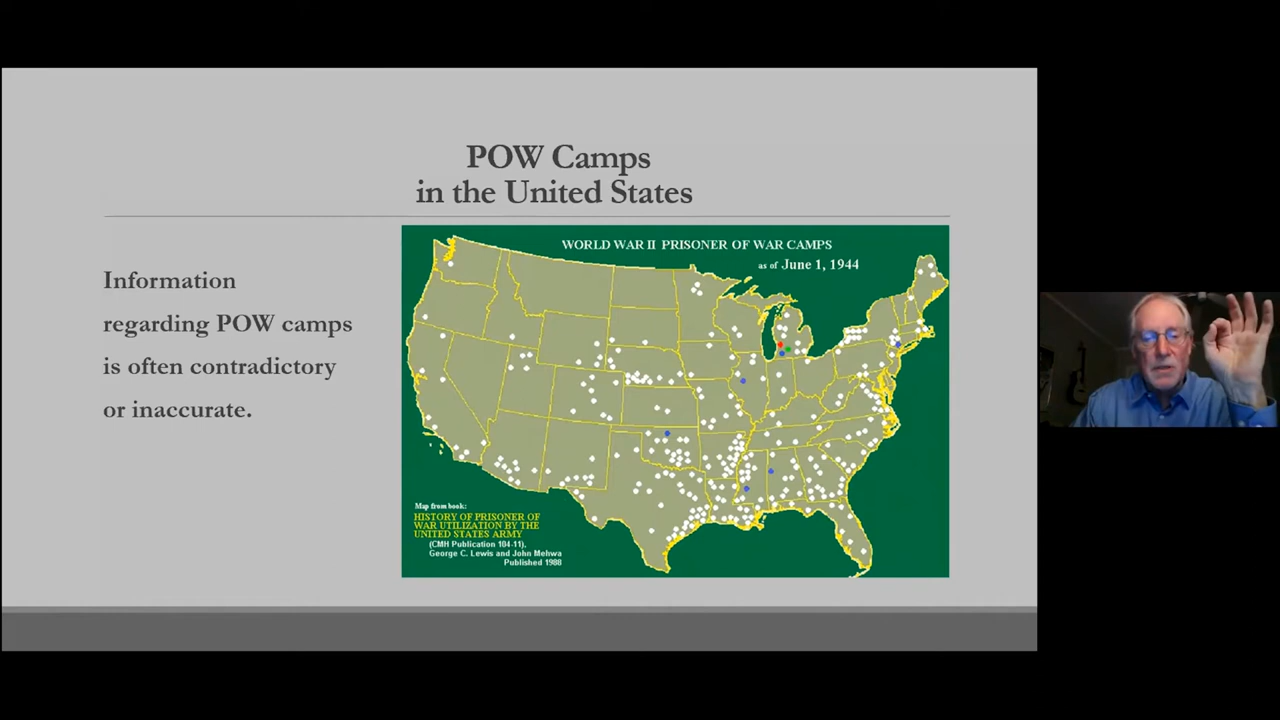 POW Camps
in the United States
Information
regarding POW camps
is often contradictory
or inaccurate.
WORLD WAR II PRISONER OF WAR CAMPS
as of June 1, 1944
Map from book:
HISTORY OF PRISONER OF
WAR UTILIZATION BY THE
UNITED STATES ARMY
(CMH Publication 104-11).
George C. Lewis and John Mehwa
Published 1988